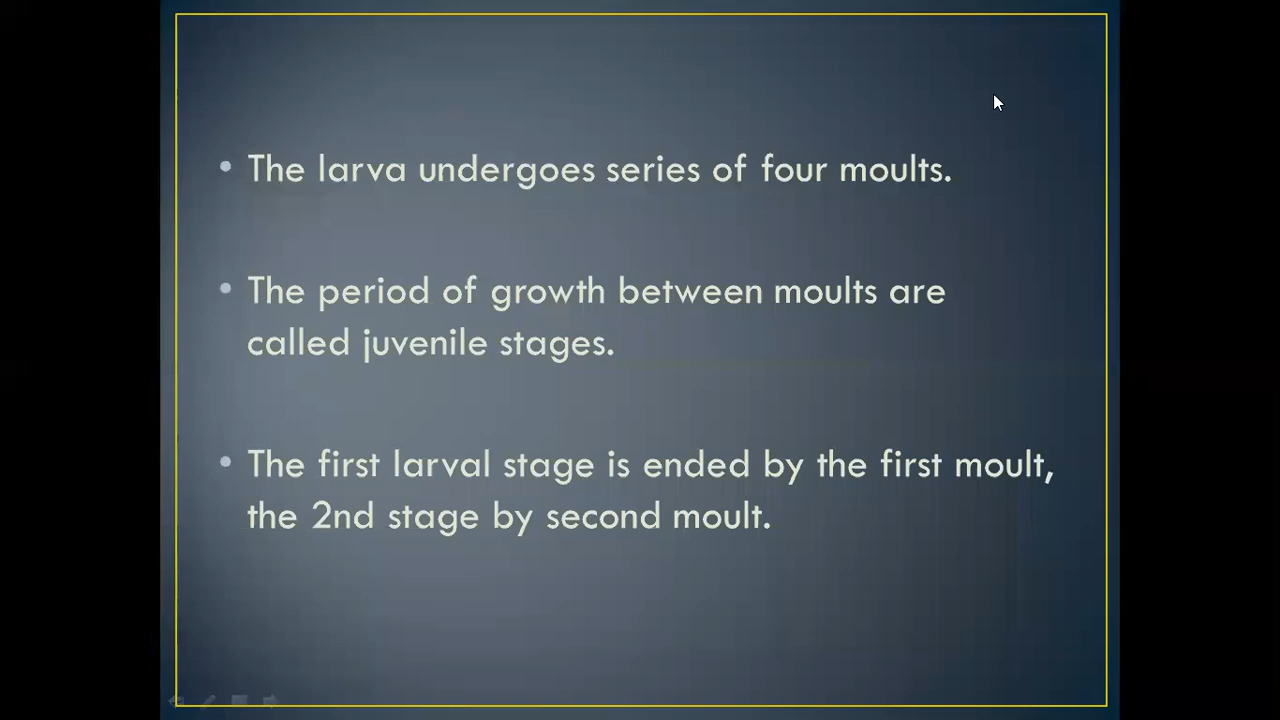 • The larva undergoes series of four moults.
• The period of growth between moults are
called juvenile stages.
• The first larval stage is ended by the first moult,
the 2nd stage by second moult.